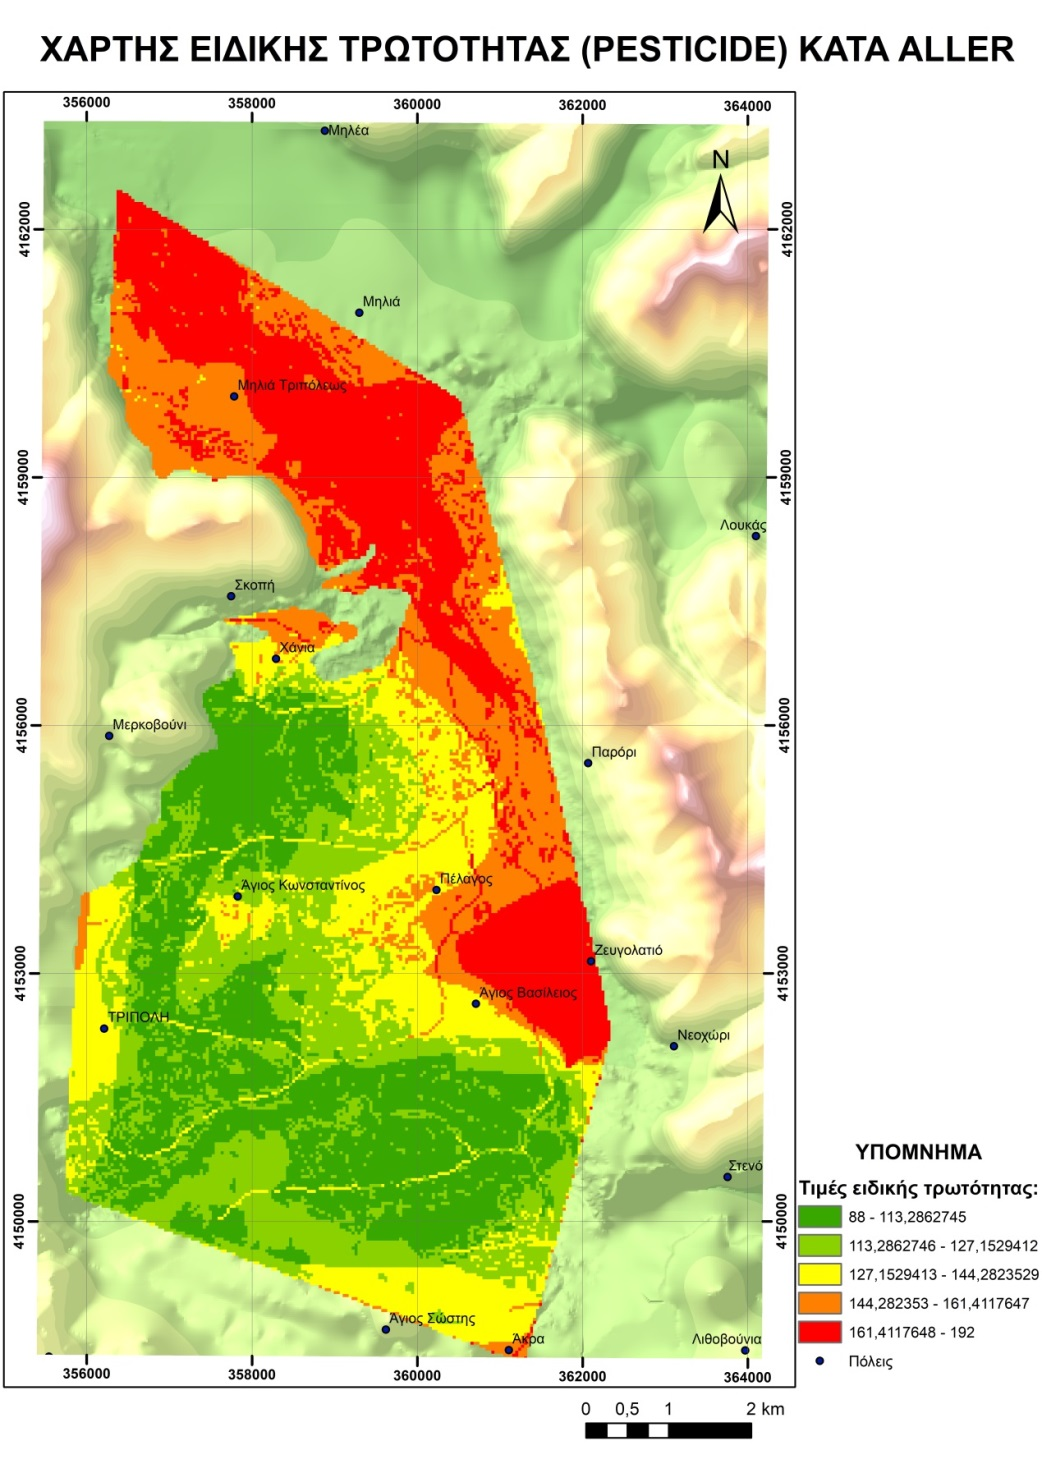 ΧΑΡΤΗΣ ΕΙΔΙΚΗΣ ΤΡΩΤΟΤΗΤΑΣ (PESTICIDE) ΚΑΤΑ ALLER
356000 358000 360000 362000 364000
Μηλέα
N
4162000 4162000
Μηλιά
Μηλιά Τριπόλεως
4159000 4159000
Λουκάς
Σκοπή
Χάνια
Μερκοβούνι
4156000 4156000
Παρόρι
Πέλαγος
Άγιος Κωνσταντίνος
Ζευγολατιό
4153000 4153000
Άγιος Βασίλειος
ΤΡΙΠΟΛΗ
Νεοχώρι
Στενό
4150000 4150000
Άγιος Σώστης
Άκρα
Λιθοβούνια
356000 358000 360000 362000 364000
ΥΠΟΜΝΗΜΑ
Τιμές ειδικής τρωτότητας:
88 - 113,2862745
113,2862746 - 127,1529412
127,1529413 - 144,2823529
144,282353 - 161,4117647
161,4117648 - 192
Πόλεις
0 0,5 1 2 km